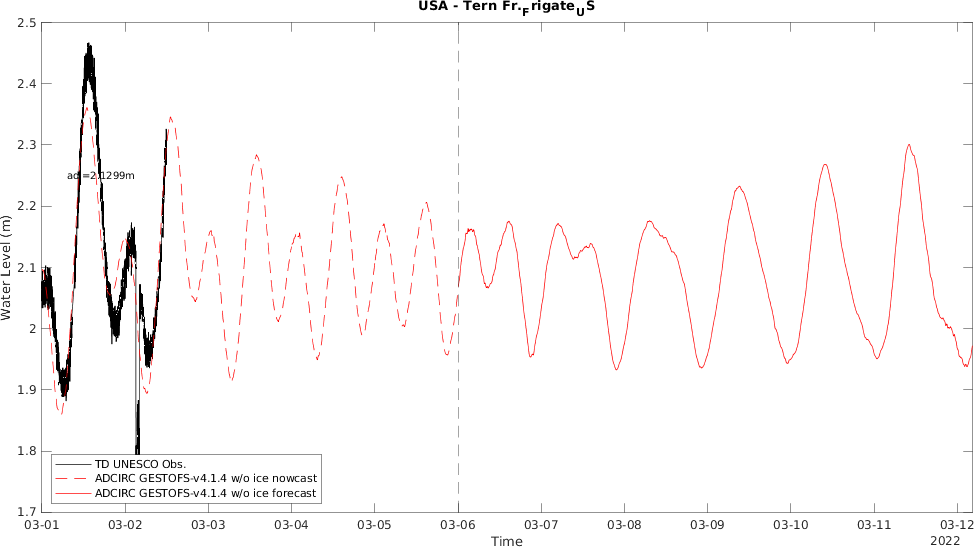 USA - Tern Fr.FrigateUS
2.5
2.4
2.3
2.2
2.1
2
1.9
1.8
1.7
Water Level (m)
adj=2.1299m
TD UNESCO Obs.
ADCIRC GESTOFS-v4.1.4 w/o ice nowcast
ADCIRC GESTOFS-v4.1.4 w/o ice forecast
03-01 03-02 03-03 03-04 03-05 03-06 03-07 03-08 03-09 03-10 03-11 03-12
Time
2022